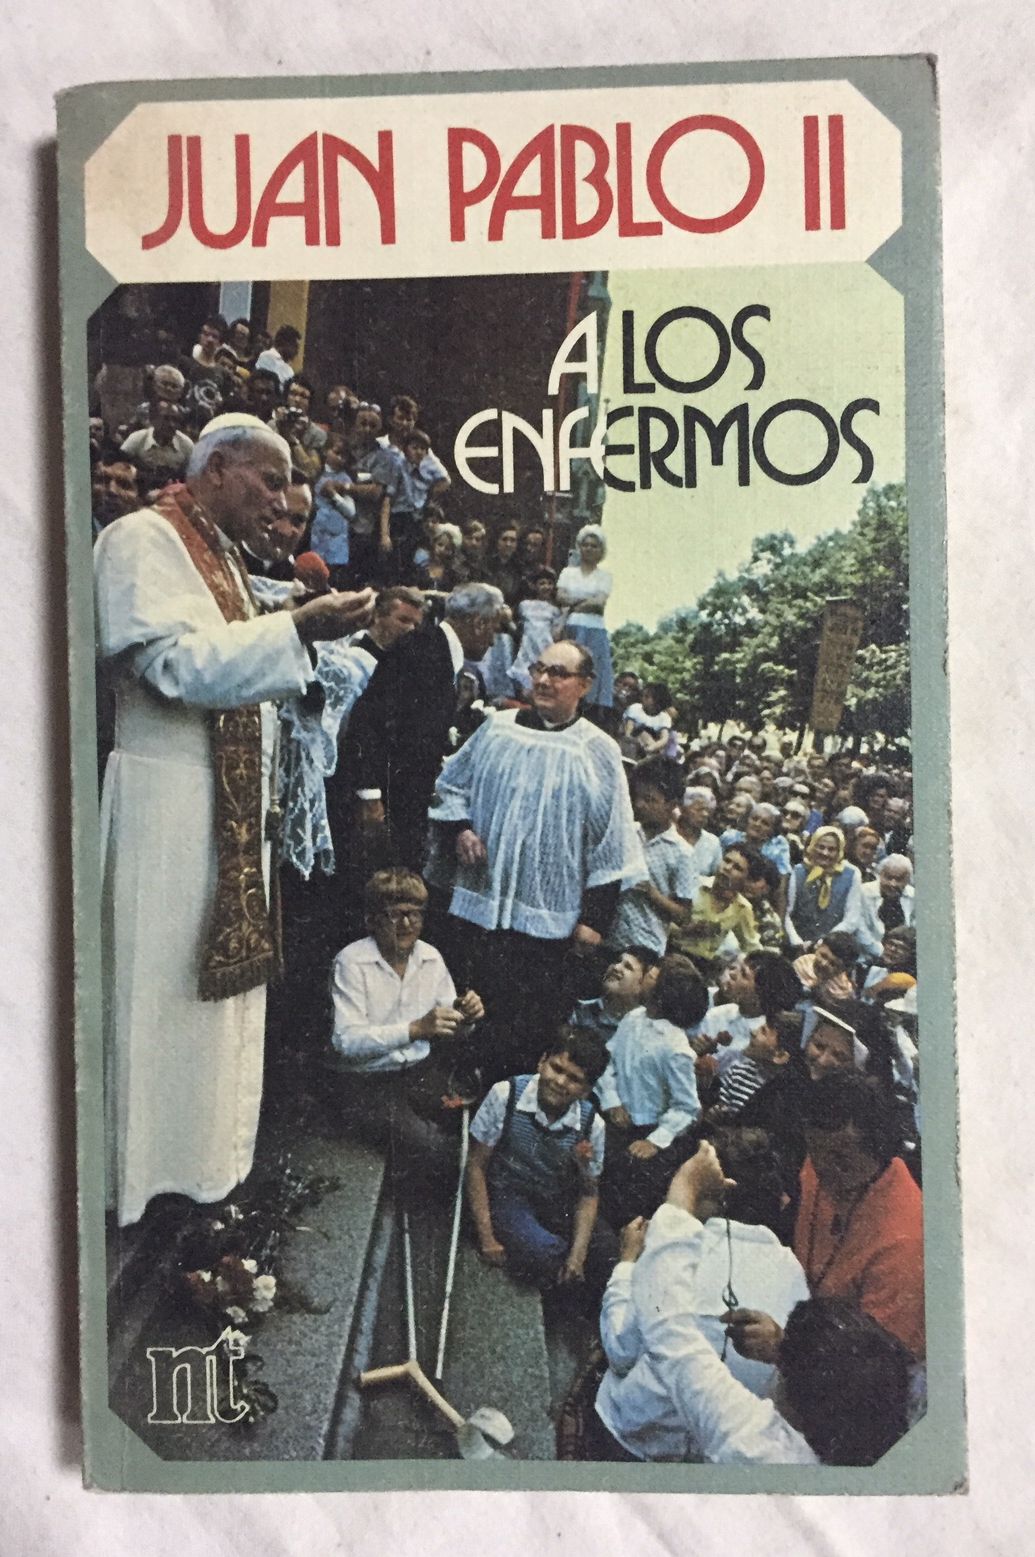 JUAN PABLO II
A LOS
ENFERMOS
nt